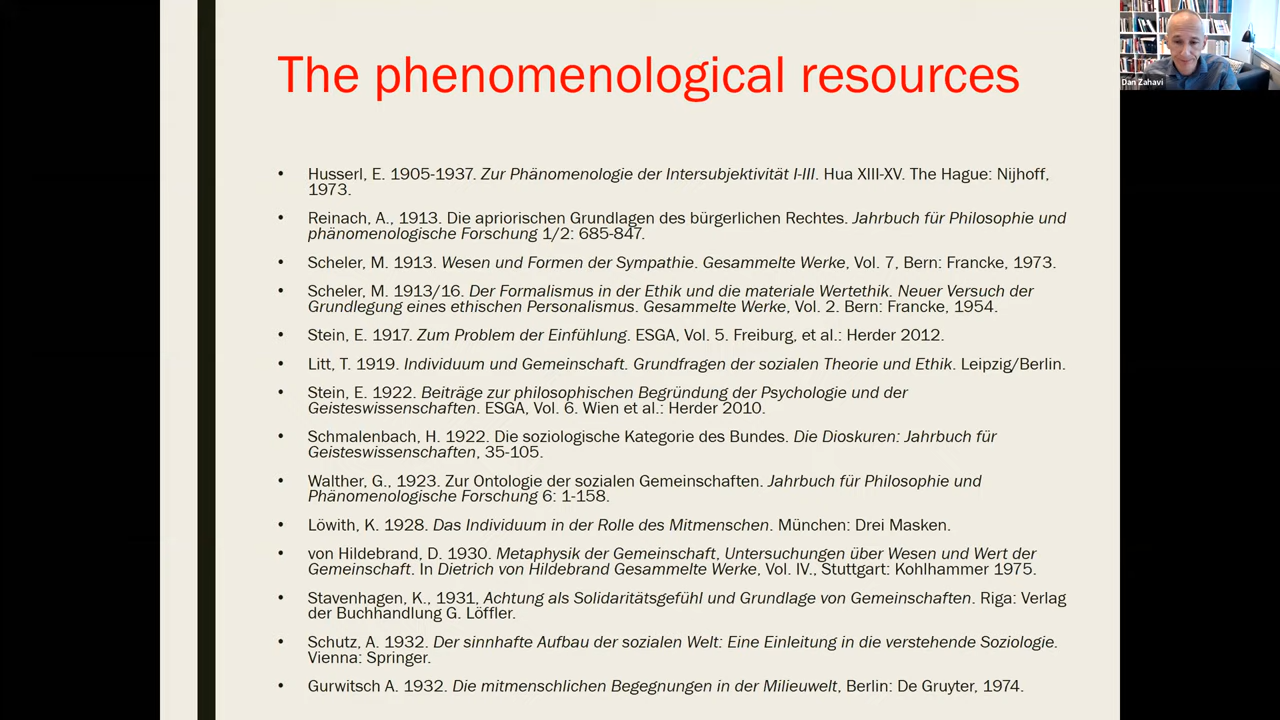 The phenomenological resources
Dan Zahavi
• Husserl, E. 1905-1937. Zur Phänomenologie der Intersubjektivität I-III. Hua XIII-XV. The Hague: Nijhoff,
1973.
• Reinach, A., 1913. Die apriorischen Grundlagen des bürgerlichen Rechtes. Jahrbuch für Philosophie und
phänomenologische Forschung 1/2: 685-847.
• Scheler, M. 1913. Wesen und Formen der Sympathie. Gesammelte Werke, Vol. 7, Bern: Francke, 1973.
• Scheler, M. 1913/16. Der Formalismus in der Ethik und die materiale Wertethik. Neuer Versuch der
Grundlegung eines ethischen Personalismus. Gesammelte Werke, Vol. 2. Bern: Francke, 1954.
• Stein, E. 1917. Zum Problem der Einfühlung. ESGA, Vol. 5. Freiburg, et al.: Herder 2012.
• Litt, T. 1919. Individuum und Gemeinschaft. Grundfragen der sozialen Theorie und Ethik. Leipzig/Berlin.
• Stein, E. 1922. Beiträge zur philosophischen Begründung der Psychologie und der
Geisteswissenschaften. ESGA, Vol. 6. Wien et al.: Herder 2010.
• Schmalenbach, H. 1922. Die soziologische Kategorie des Bundes. Die Dioskuren: Jahrbuch für
Geisteswissenschaften, 35-105.
• Walther, G., 1923. Zur Ontologie der sozialen Gemeinschaften. Jahrbuch für Philosophie und
Phänomenologische Forschung 6: 1-158.
• Löwith, K. 1928. Das Individuum in der Rolle des Mitmenschen. München: Drei Masken.
• von Hildebrand, D. 1930. Metaphysik der Gemeinschaft, Untersuchungen über Wesen und Wert der
Gemeinschaft. In Dietrich von Hildebrand Gesammelte Werke, Vol. IV., Stuttgart: Kohlhammer 1975.
• Stavenhagen, K., 1931, Achtung als Solidaritätsgefühl und Grundlage von Gemeinschaften. Riga: Verlag
der Buchhandlung G. Löffler.
• Schutz, A. 1932. Der sinnhafte Aufbau der sozialen Welt: Eine Einleitung in die verstehende Soziologie.
Vienna: Springer.
• Gurwitsch A. 1932. Die mitmenschlichen Begegnungen in der Milieuwelt, Berlin: De Gruyter, 1974.